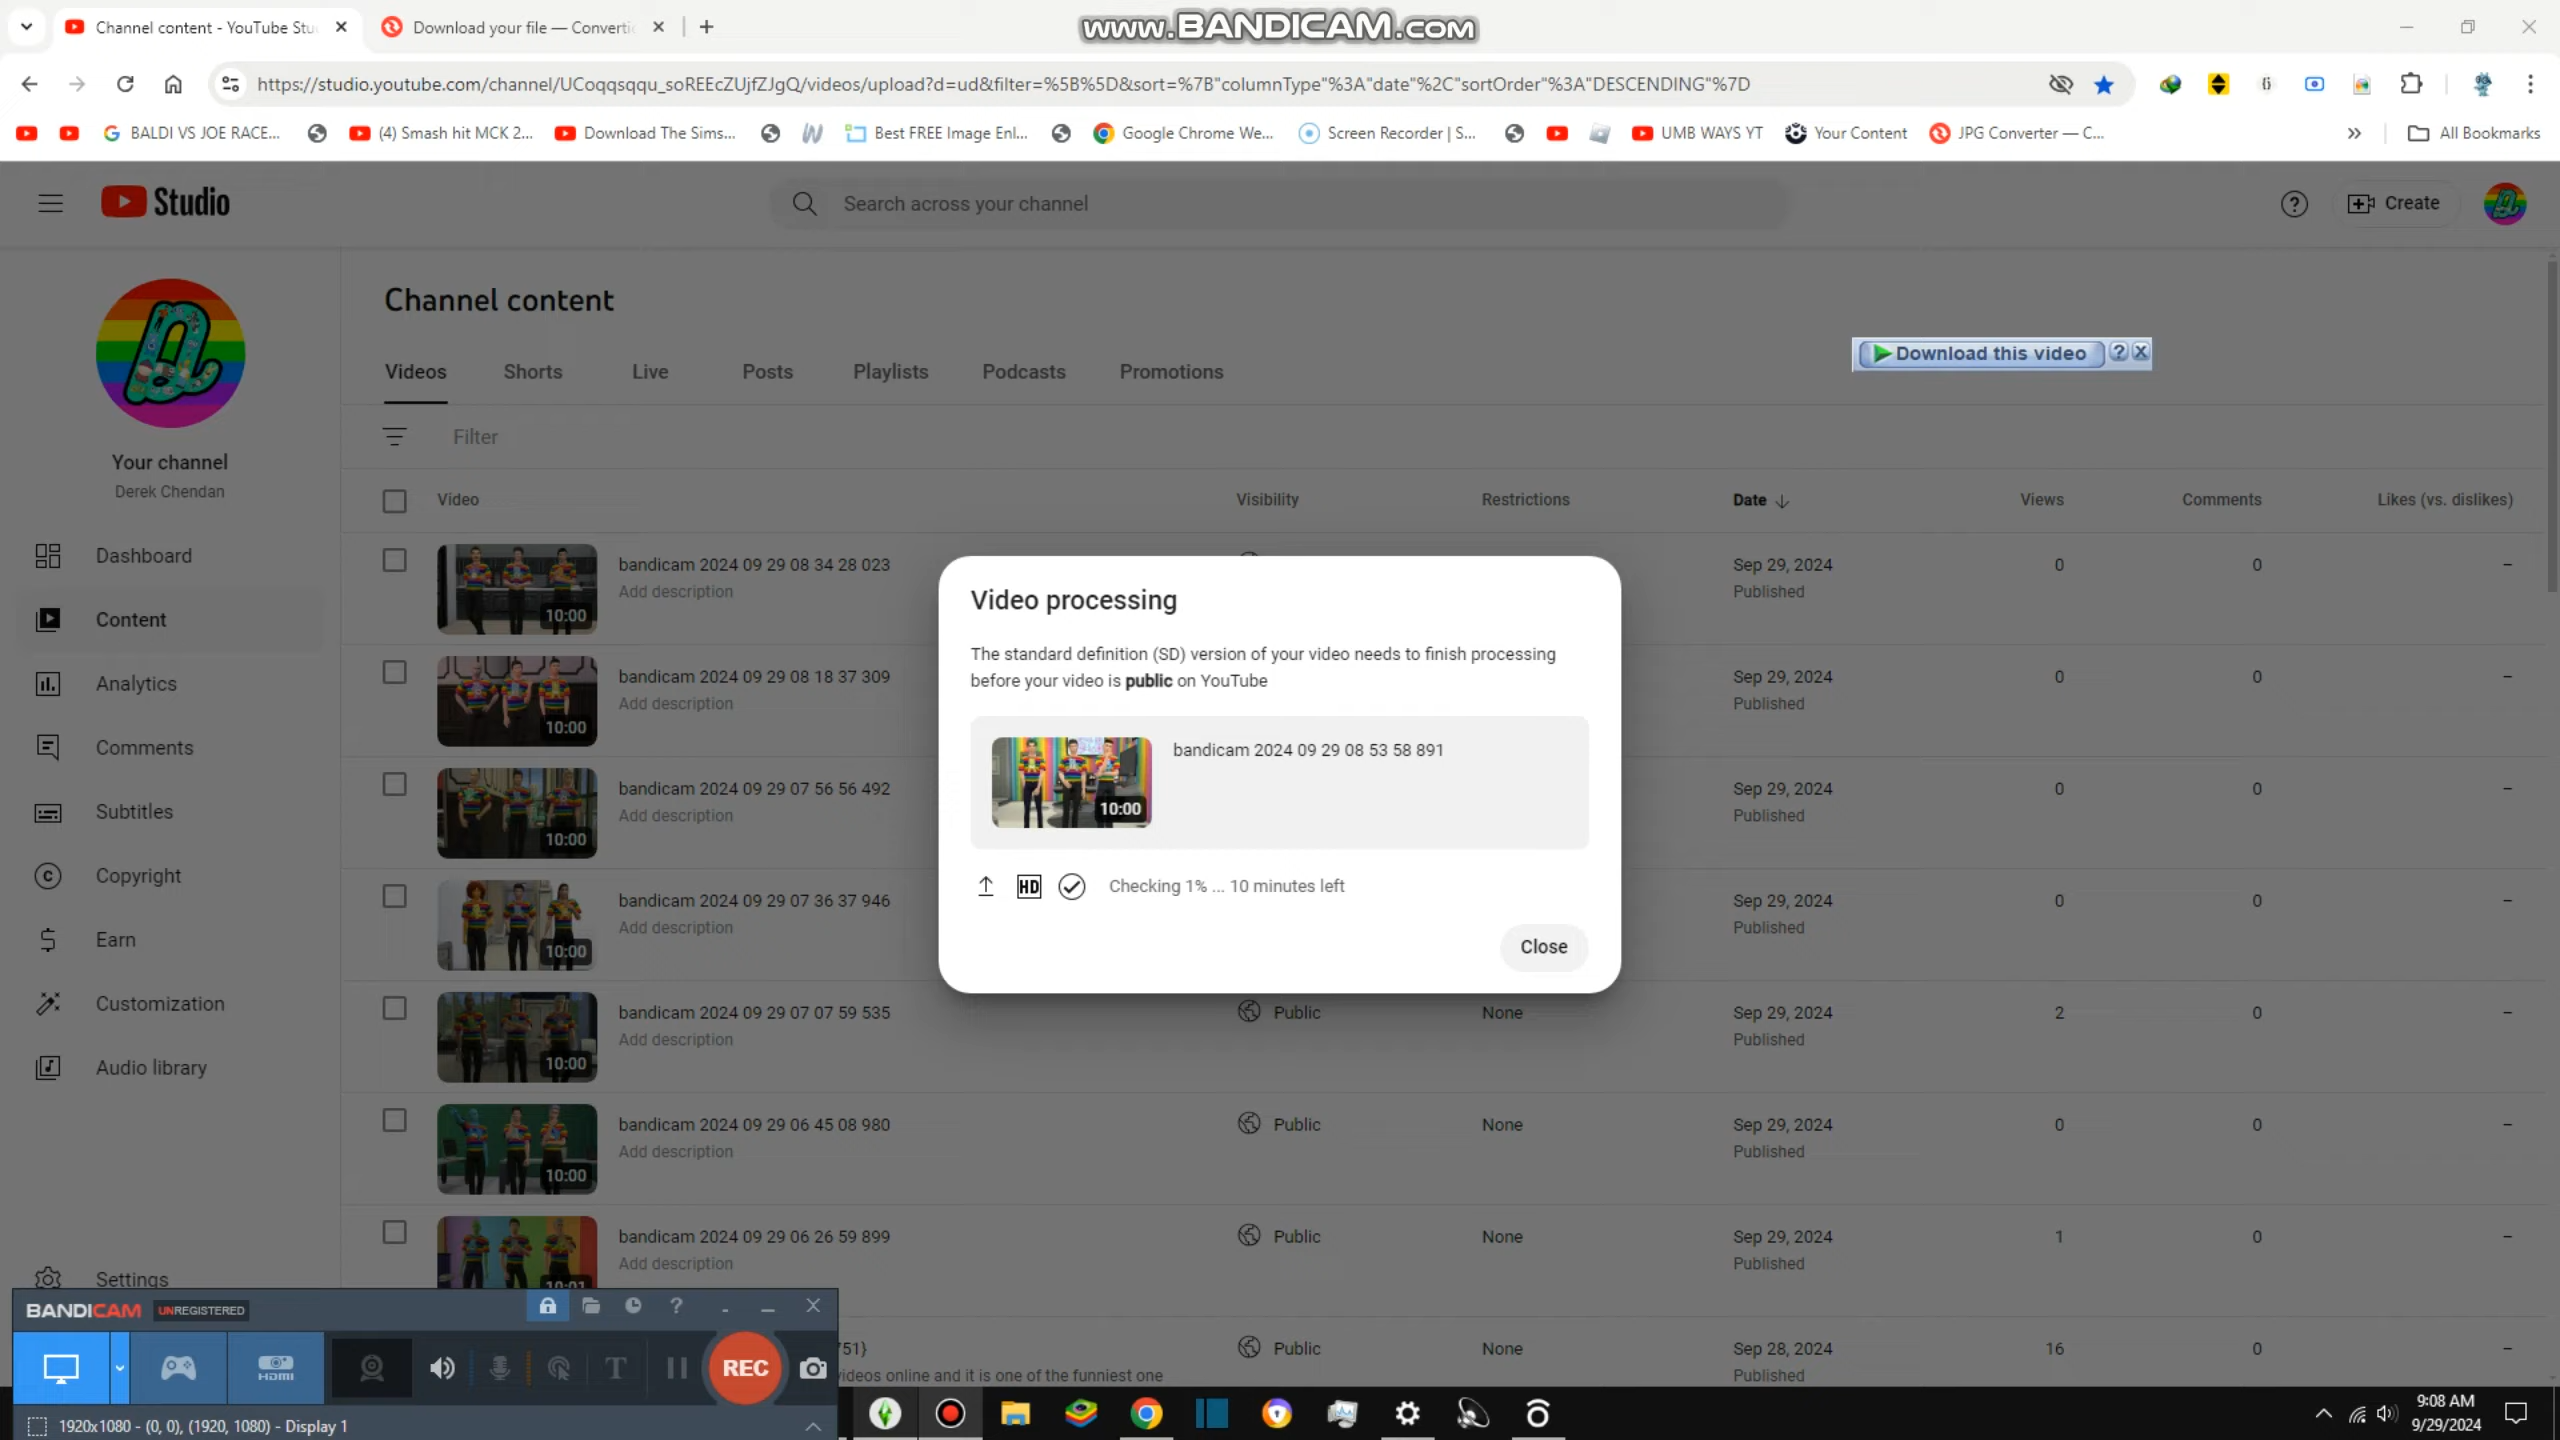 Channel content - YouTube Stu
Download your file — Converti
www.BANDICAM.com
https://studio.youtube.com/channel/UCoqqsqqu_soREEcZUjfZJgQ/videos/upload?d=ud&filter=%5B%5D&sort=%7B"columnType"%3A"date"%2C"sortOrder"%3A"DESCENDING"%7D
BALDI VS JOE RACE...
(4) Smash hit MCK 2...
Download The Sims...
Best FREE Image Enl...
Google Chrome We...
Screen Recorder | S...
UMB WAYS YT
Your Content
JPG Converter — C...
All Bookmarks
Studio
Search across your channel
Create
Channel content
Download this video
Videos Shorts Live Posts Playlists Podcasts Promotions
Filter
Your channel
Derek Chendan
Dashboard
Content
Analytics
Comments
Subtitles
Copyright
Earn
Customization
Audio library
Settings
Video Visibility Restrictions Date Views Comments Likes (vs. dislikes)
bandicam 2024 09 29 08 34 28 023 Sep 29, 2024 0 0 –
Add description Published
10:00
bandicam 2024 09 29 08 18 37 309 Sep 29, 2024 0 0 –
Add description Published
10:00
bandicam 2024 09 29 07 56 56 492 Sep 29, 2024 0 0 –
Add description Published
10:00
bandicam 2024 09 29 07 36 37 946 Sep 29, 2024 0 0 –
Add description Published
10:00
bandicam 2024 09 29 07 07 59 535 Public None Sep 29, 2024 2 0 –
Add description Published
10:00
bandicam 2024 09 29 06 45 08 980 Public None Sep 29, 2024 0 0 –
Add description Published
10:00
bandicam 2024 09 29 06 26 59 899 Public None Sep 29, 2024 1 0 –
Add description Published
10:01
751} Public None Sep 28, 2024 16 0 –
videos online and it is one of the funniest one Published
Video processing
The standard definition (SD) version of your video needs to finish processing
before your video is public on YouTube
bandicam 2024 09 29 08 53 58 891
10:00
HD
Checking 1% ... 10 minutes left
Close
BANDICAM UNREGISTERED
HDMI
REC
1920x1080 - (0, 0), (1920, 1080) - Display 1
9:08 AM
9/29/2024